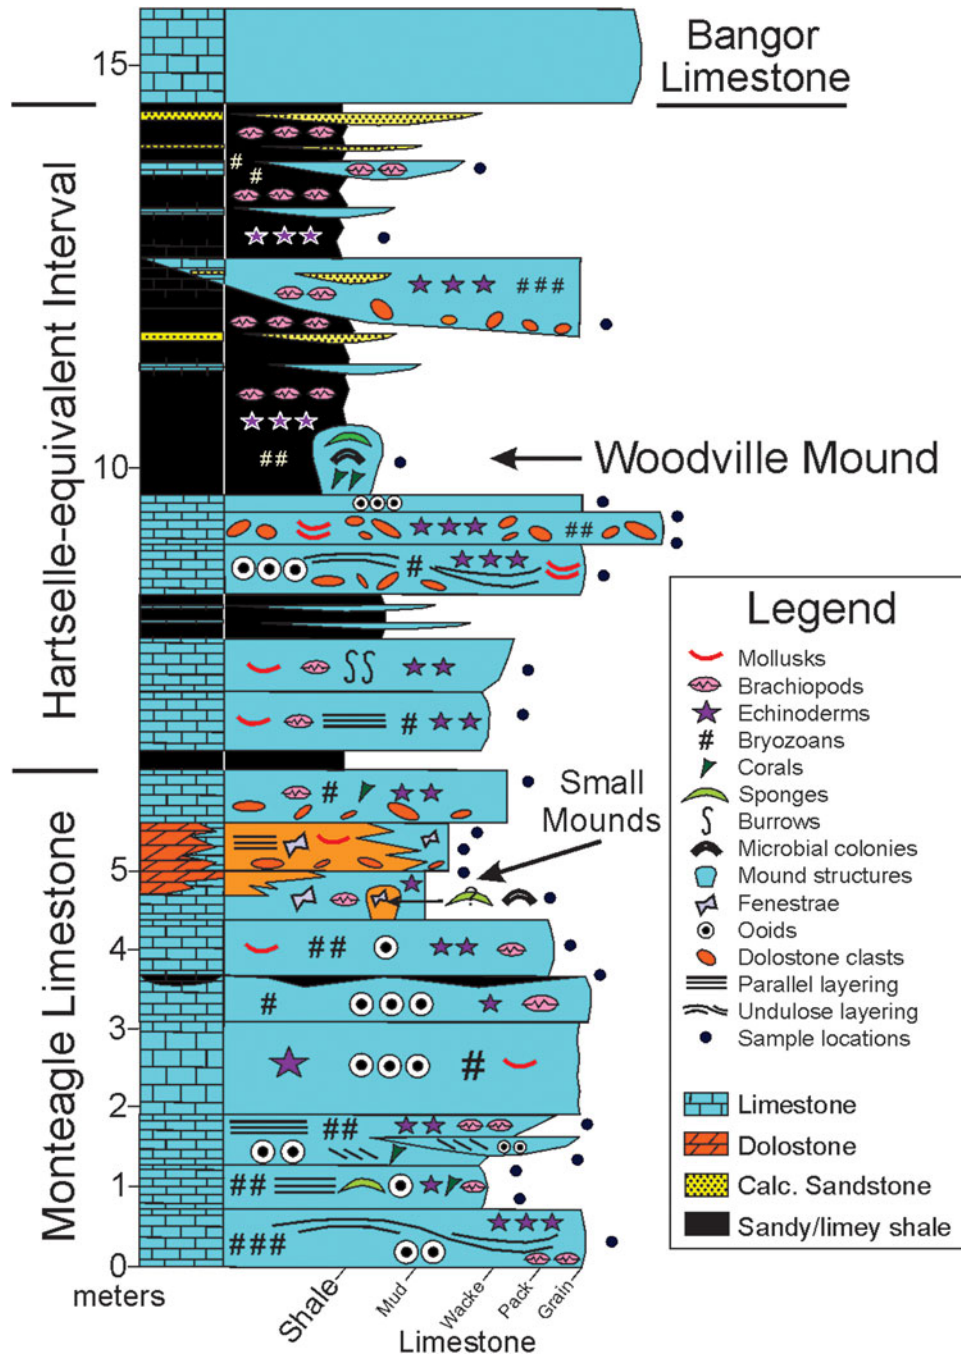 Bangor
Limestone
15
Hartselle-equivalent Interval
10
Woodville Mound
Legend
Mollusks
Brachiopods
Echinoderms
# Bryozoans
Corals
Sponges
Burrows
Microbial colonies
Mound structures
Fenestrae
Ooids
Dolostone clasts
Parallel layering
Undulose layering
Sample locations
Limestone
Dolostone
Calc. Sandstone
Sandy/limey shale
Small
Mounds
Monteagle Limestone
5
4
3
2
1
0
meters
Shale
Mud
Wacke
Pack
Grain
Limestone